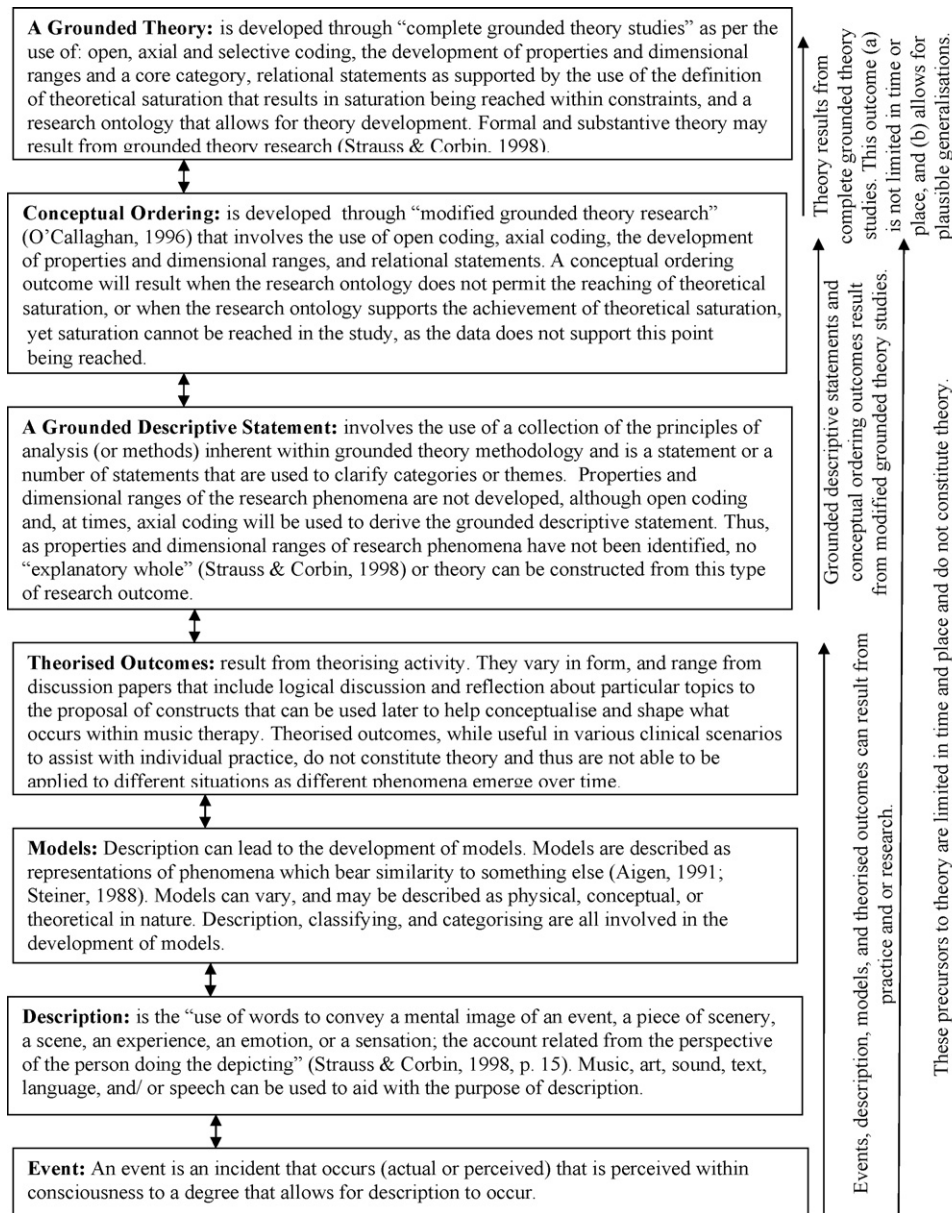 A Grounded Theory: is developed through “complete grounded theory studies” as per the
use of: open, axial and selective coding, the development of properties and dimensional
ranges and a core category, relational statements as supported by the use of the definition
of theoretical saturation that results in saturation being reached within constraints, and a
research ontology that allows for theory development. Formal and substantive theory may
result from grounded theory research (Strauss & Corbin, 1998).
Conceptual Ordering: is developed through “modified grounded theory research”
(O’Callaghan, 1996) that involves the use of open coding, axial coding, the development
of properties and dimensional ranges, and relational statements. A conceptual ordering
outcome will result when the research ontology does not permit the reaching of theoretical
saturation, or when the research ontology supports the achievement of theoretical saturation,
yet saturation cannot be reached in the study, as the data does not support this point
being reached.
A Grounded Descriptive Statement: involves the use of a collection of the principles of
analysis (or methods) inherent within grounded theory methodology and is a statement or a
number of statements that are used to clarify categories or themes. Properties and
dimensional ranges of the research phenomena are not developed, although open coding
and, at times, axial coding will be used to derive the grounded descriptive statement. Thus,
as properties and dimensional ranges of research phenomena have not been identified, no
“explanatory whole” (Strauss & Corbin, 1998) or theory can be constructed from this type
of research outcome.
Theorised Outcomes: result from theorising activity. They vary in form, and range from
discussion papers that include logical discussion and reflection about particular topics to
the proposal of constructs that can be used later to help conceptualise and shape what
occurs within music therapy. Theorised outcomes, while useful in various clinical scenarios
to assist with individual practice, do not constitute theory and thus are not able to be
applied to different situations as different phenomena emerge over time.
Models: Description can lead to the development of models. Models are described as
representations of phenomena which bear similarity to something else (Aigen, 1991;
Steiner, 1988). Models can vary, and may be described as physical, conceptual, or
theoretical in nature. Description, classifying, and categorising are all involved in the
development of models.
Description: is the “use of words to convey a mental image of an event, a piece of scenery,
a scene, an experience, an emotion, or a sensation; the account related from the
perspective of the person doing the depicting” (Strauss & Corbin, 1998, p. 15). Music, art, sound, text,
language, and/ or speech can be used to aid with the purpose of description.
Event: An event is an incident that occurs (actual or perceived) that is perceived within
consciousness to a degree that allows for description to occur.
Theory results from
complete grounded theory
studies. This outcome (a)
is not limited in time or
place, and (b) allows for
plausible generalisations.
Grounded descriptive statements and
conceptual ordering outcomes result
from modified grounded theory studies.
Events, description, models, and theorised outcomes can result from
practice and or research.
These precursors to theory are limited in time and place and do not constitute theory.